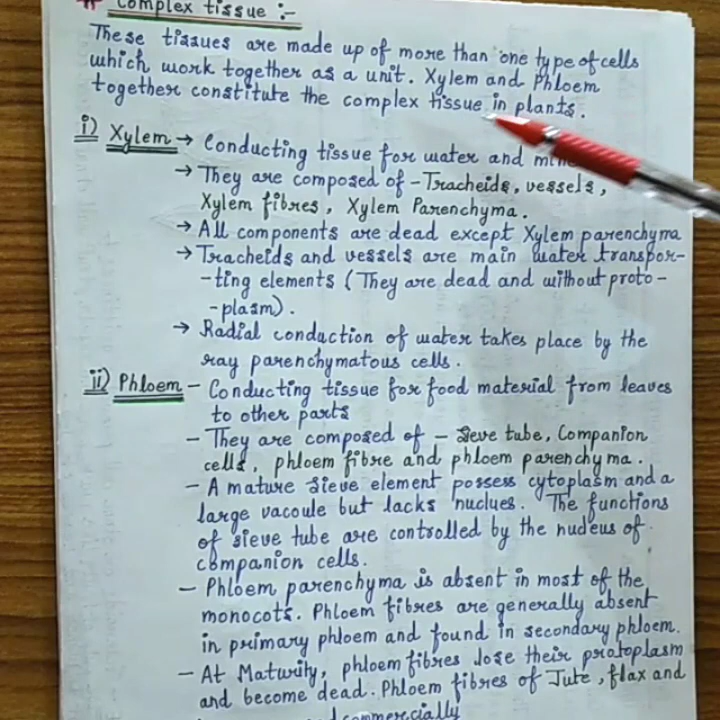 Complex tissue :-
These tissues are made up of more than one type of cells
which work together as a unit. Xylem and Phloem
together constitute the complex tissue in plants.
i) Xylem → Conducting tissue for water and
→ They are composed of - Tracheids, vessels,
Xylem fibres, Xylem Parenchyma.
→ All components are dead except Xylem parenchyma
→ Tracheids and vessels are main water transpor-
-ting elements (They are dead and without proto-
-plasm).
→ Radial conduction of water takes place by the
ray parenchymatous cells.
ii) Phloem - Conducting tissue for food material from leaves
to other parts
- They are composed of - Sieve tube, Companion
cells, phloem fibre and phloem parenchyma.
- A mature sieve element possess cytoplasm and a
large vacoule but lacks nuclues. The functions
of sieve tube are controlled by the nucleus of
companion cells.
- Phloem parenchyma is absent in most of the
monocots. Phloem fibres are generally absent
in primary phloem and found in secondary phloem.
- At Maturity, phloem fibres lose their protoplasm
and become dead. Phloem fibres of Jute, flax and
commercially